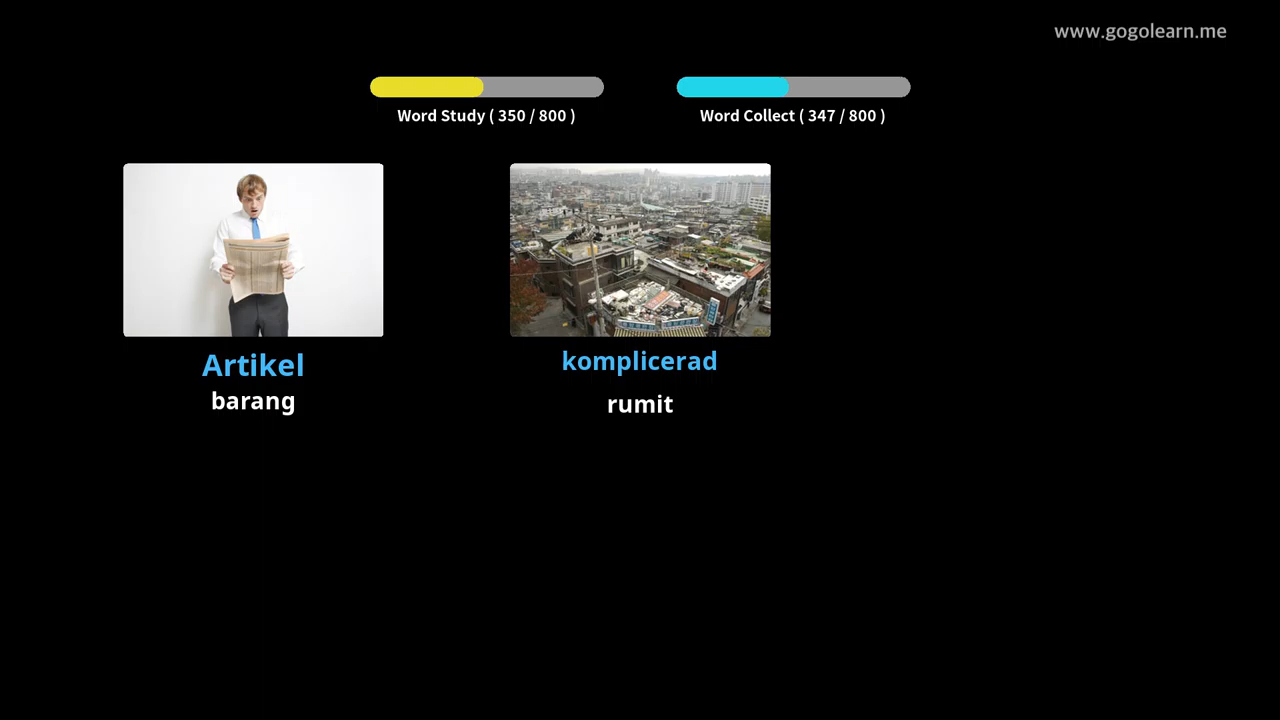 www.gogolearn.me
Word Study ( 350 / 800 )
Word Collect ( 347 / 800 )
Artikel
barang
komplicerad
rumit